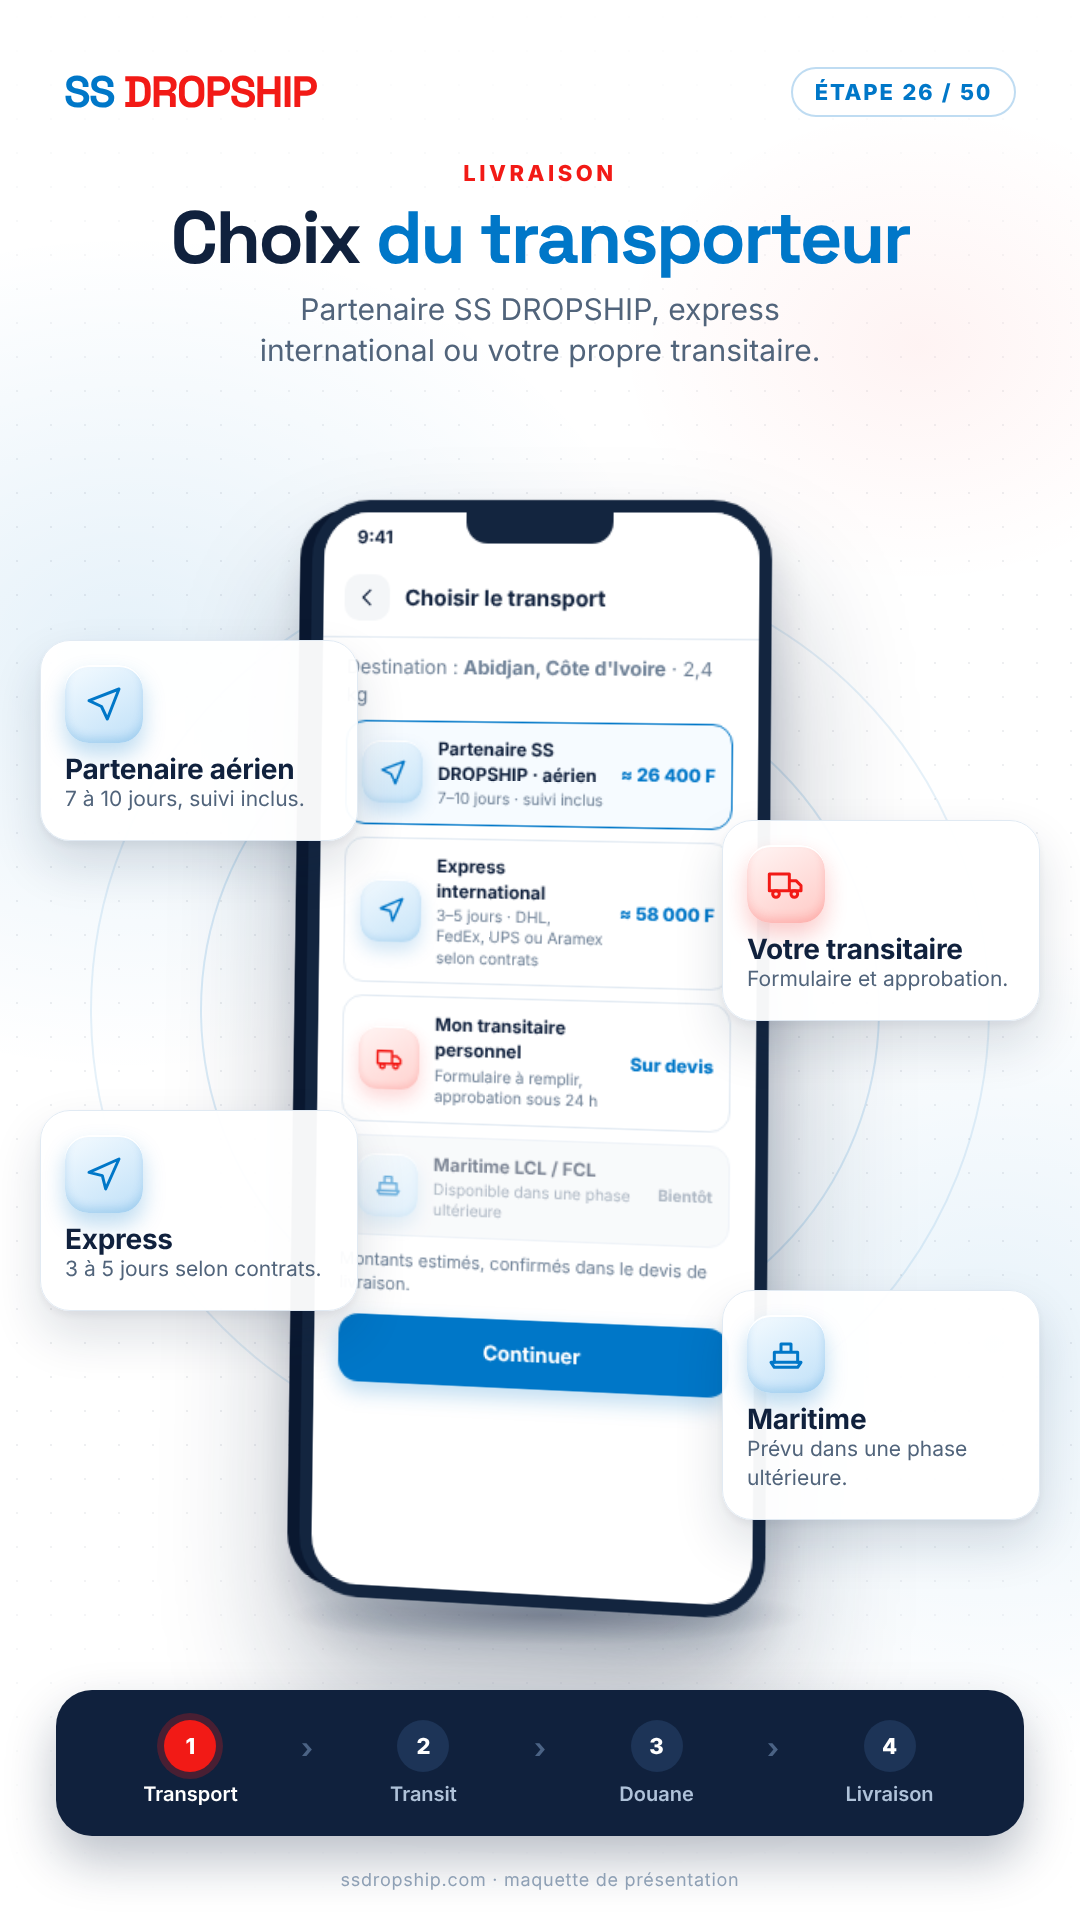 SS DROPSHIP
ÉTAPE 26 / 50
LIVRAISON
Choix du transporteur
Partenaire SS DROPSHIP, express
international ou votre propre transitaire.
9:41
Choisir le transport
Destination : Abidjan, Côte d'Ivoire · 2,4
kg
Partenaire SS
DROPSHIP · aérien
7–10 jours · suivi inclus
≈ 26 400 F
Express
international
3–5 jours · DHL,
FedEx, UPS ou Aramex
selon contrats
≈ 58 000 F
Mon transitaire
personnel
Formulaire à remplir,
approbation sous 24 h
Sur devis
Maritime LCL / FCL
Disponible dans une phase
ultérieure
Bientôt
Montants estimés, confirmés dans le devis de
livraison.
Continuer
Partenaire aérien
7 à 10 jours, suivi inclus.
Votre transitaire
Formulaire et approbation.
Express
3 à 5 jours selon contrats.
Maritime
Prévu dans une phase
ultérieure.
1 › 2 › 3 › 4
Transport Transit Douane Livraison
ssdropship.com · maquette de présentation